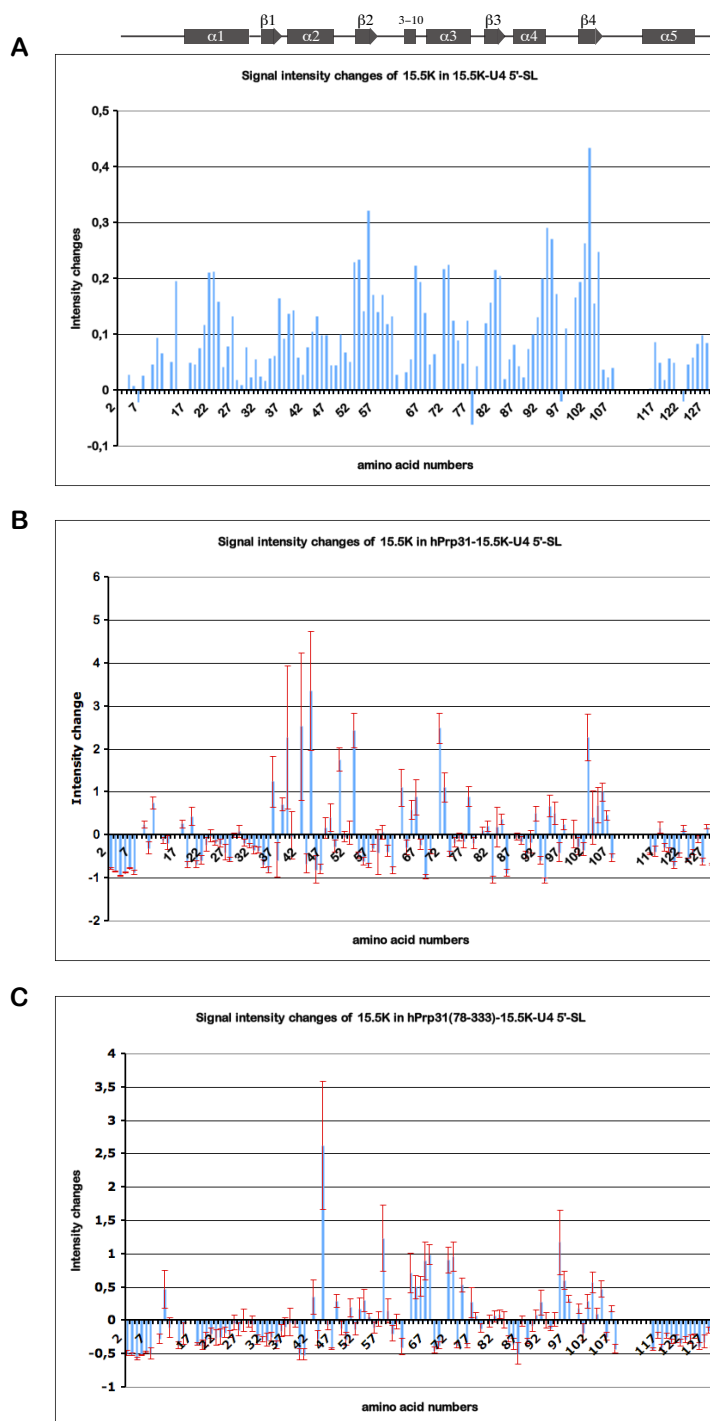 β1 β2 3-10 β3 β4
α1 α2 α3 α4 α5
A
Signal intensity changes of 15.5K in 15.5K-U4 5'-SL
0,5
0,4
0,3
0,2
0,1
0
-0,1
Intensity changes
2 7 17 22 27 32 37 42 47 52 57 67 72 77 82 87 92 97 102 107 117 122 127
amino acid numbers
B
Signal intensity changes of 15.5K in hPrp31-15.5K-U4 5'-SL
6
5
4
3
2
1
0
-1
-2
Intensity change
2 7 17 22 27 32 37 42 47 52 57 67 72 77 82 87 92 97 102 107 117 122 127
amino acid numbers
C
Signal intensity changes of 15.5K in hPrp31(78-333)-15.5K-U4 5'-SL
4
3,5
3
2,5
2
1,5
1
0,5
0
-0,5
-1
Intensity changes
2 7 17 22 27 32 37 42 47 52 57 67 72 77 82 87 92 97 102 107 117 122 127
amino acid numbers